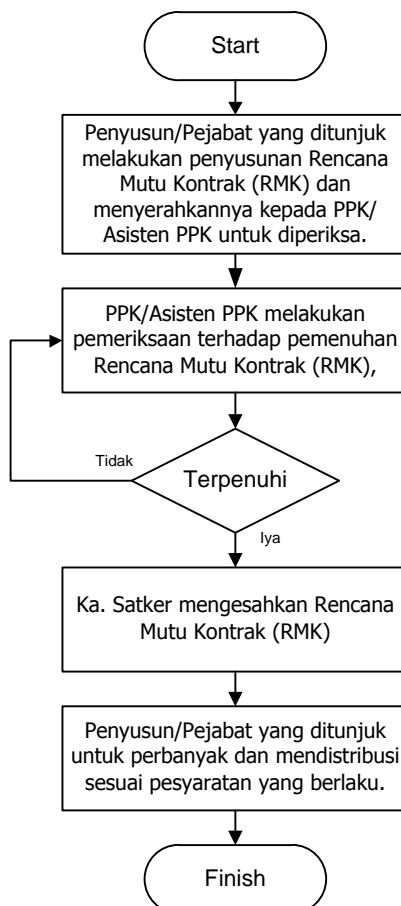 Start
Penyusun/Pejabat yang ditunjuk
melakukan penyusunan Rencana
Mutu Kontrak (RMK) dan
menyerahkannya kepada PPK/
Asisten PPK untuk diperiksa.
PPK/Asisten PPK melakukan
pemeriksaan terhadap pemenuhan
Rencana Mutu Kontrak (RMK),
Tidak
Terpenuhi
Iya
Ka. Satker mengesahkan Rencana
Mutu Kontrak (RMK)
Penyusun/Pejabat yang ditunjuk
untuk perbanyak dan mendistribusi
sesuai pesyaratan yang berlaku.
Finish